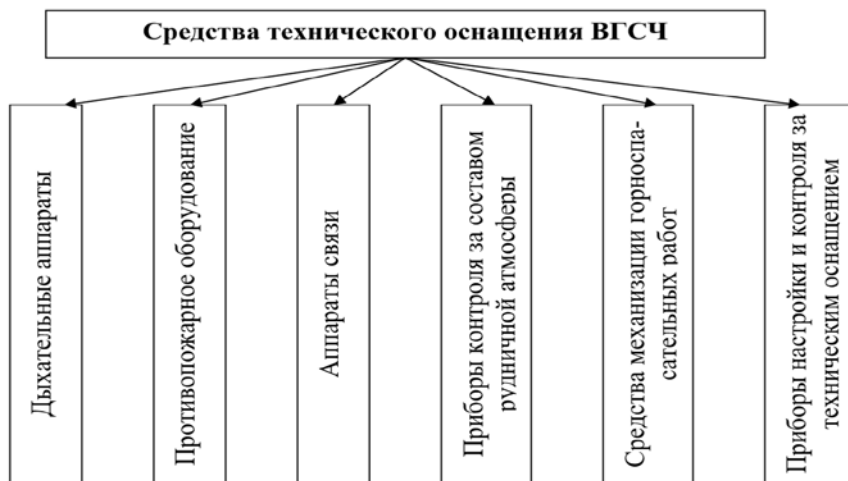 Средства технического оснащения ВГСЧ
Дыхательные аппараты
Противопожарное оборудование
Аппараты связи
Приборы контроля за составом
рудничной атмосферы
Средства механизации горноспа-
сательных работ
Приборы настройки и контроля за
техническим оснащением